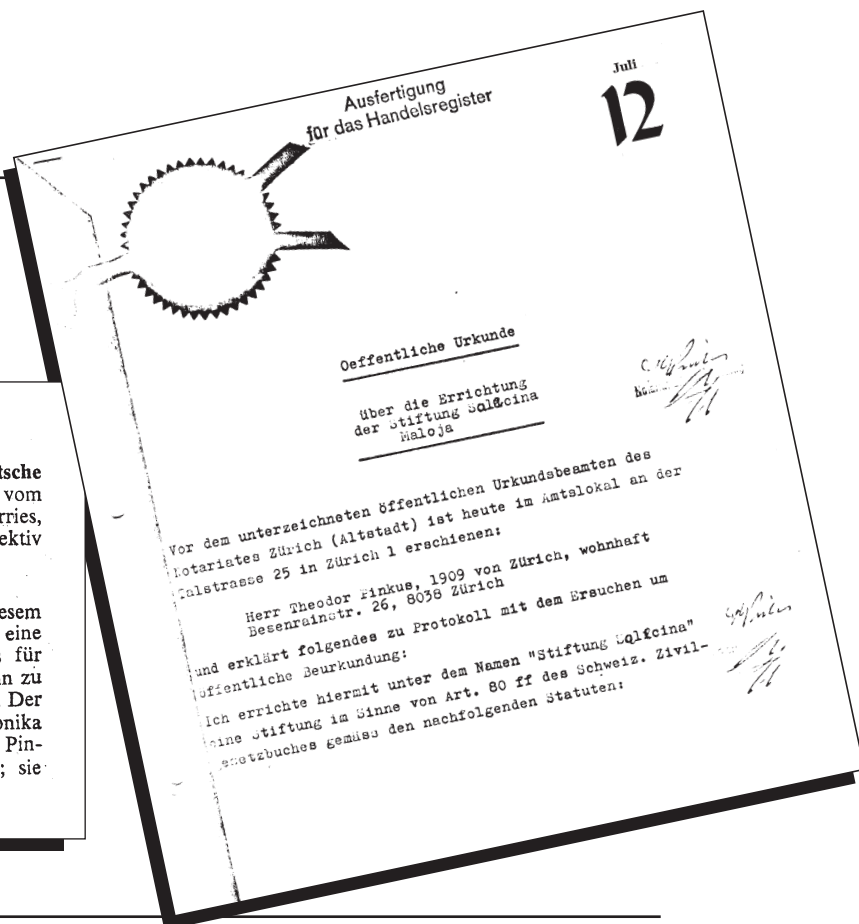 Ausfertigung
für das Handelsregister
Juli
12
Oeffentliche Urkunde
über die Errichtung
der Stiftung Salecina
Maloja
Vor dem unterzeichneten öffentlichen Urkundsbeamten des
Notariates Zürich (Altstadt) ist heute im Amtslokal an der
Talstrasse 25 in Zürich 1 erschienen:
Herr Theodor Pinkus, 1909 von Zürich, wohnhaft
Besenrainstr. 26, 8038 Zürich
und erklärt folgendes zu Protokoll mit dem Ersuchen um
öffentliche Beurkundung:
Ich errichte hiermit unter dem Namen "Stiftung Salecina"
eine Stiftung im Sinne von Art. 80 ff des Schweiz. Zivil-
gesetzbuches gemäss den nachfolgenden Statuten:
tsche
vom
rries,
ektiv
esem
eine
s für
nn zu
Der
onika
Pin-
; sie